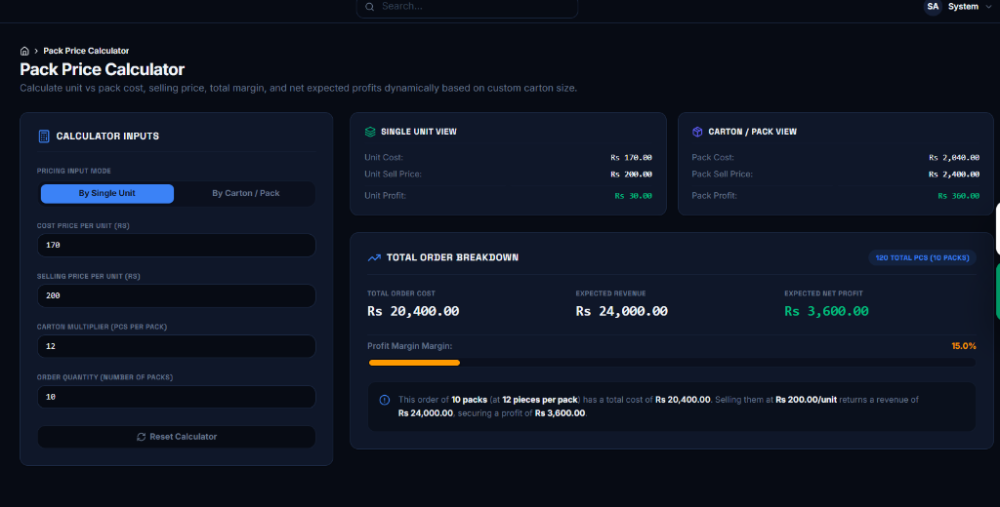 Search...
SA System
Pack Price Calculator
Pack Price Calculator
Calculate unit vs pack cost, selling price, total margin, and net expected profits dynamically based on custom carton size.
CALCULATOR INPUTS
PRICING INPUT MODE
By Single Unit By Carton / Pack
COST PRICE PER UNIT (RS)
170
SELLING PRICE PER UNIT (RS)
200
CARTON MULTIPLIER (PCS PER PACK)
12
ORDER QUANTITY (NUMBER OF PACKS)
10
Reset Calculator
SINGLE UNIT VIEW
Unit Cost: Rs 170.00
Unit Sell Price: Rs 200.00
Unit Profit: Rs 30.00
CARTON / PACK VIEW
Pack Cost: Rs 2,040.00
Pack Sell Price: Rs 2,400.00
Pack Profit: Rs 360.00
TOTAL ORDER BREAKDOWN
120 TOTAL PCS (10 PACKS)
TOTAL ORDER COST
Rs 20,400.00
EXPECTED REVENUE
Rs 24,000.00
EXPECTED NET PROFIT
Rs 3,600.00
Profit Margin Margin: 15.0%
This order of 10 packs (at 12 pieces per pack) has a total cost of Rs 20,400.00. Selling them at Rs 200.00/unit returns a revenue of
Rs 24,000.00, securing a profit of Rs 3,600.00.